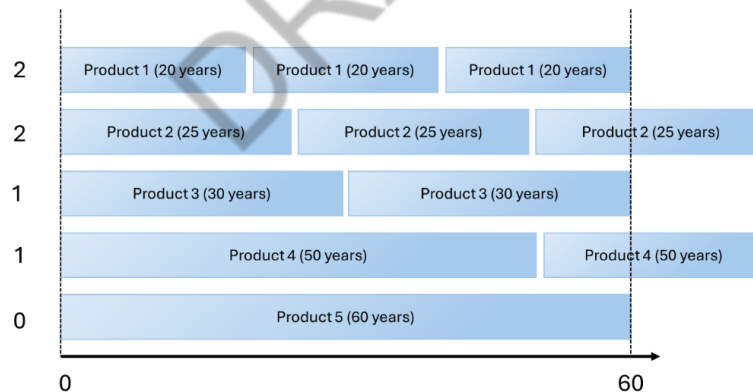 2 Product 1 (20 years) Product 1 (20 years) Product 1 (20 years)
2 Product 2 (25 years) Product 2 (25 years) Product 2 (25 years)
1 Product 3 (30 years) Product 3 (30 years)
1 Product 4 (50 years) Product 4 (50 years)
0 Product 5 (60 years)
0 60